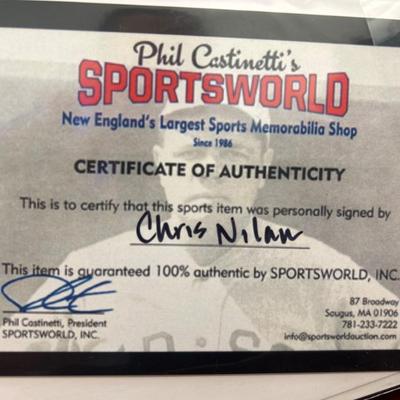 Phil Castinetti's
SPORTSWORLD
New England's Largest Sports Memorabilia Shop
Since 1986
CERTIFICATE OF AUTHENTICITY
This is to certify that this sports item was personally signed by
Chris Nilan
This item is guaranteed 100% authentic by SPORTSWORLD, INC.
Phil Castinetti, President
SPORTSWORLD, INC.
87 Broadway
Saugus, MA 01906
781-233-7222
info@sportsworldauction.com